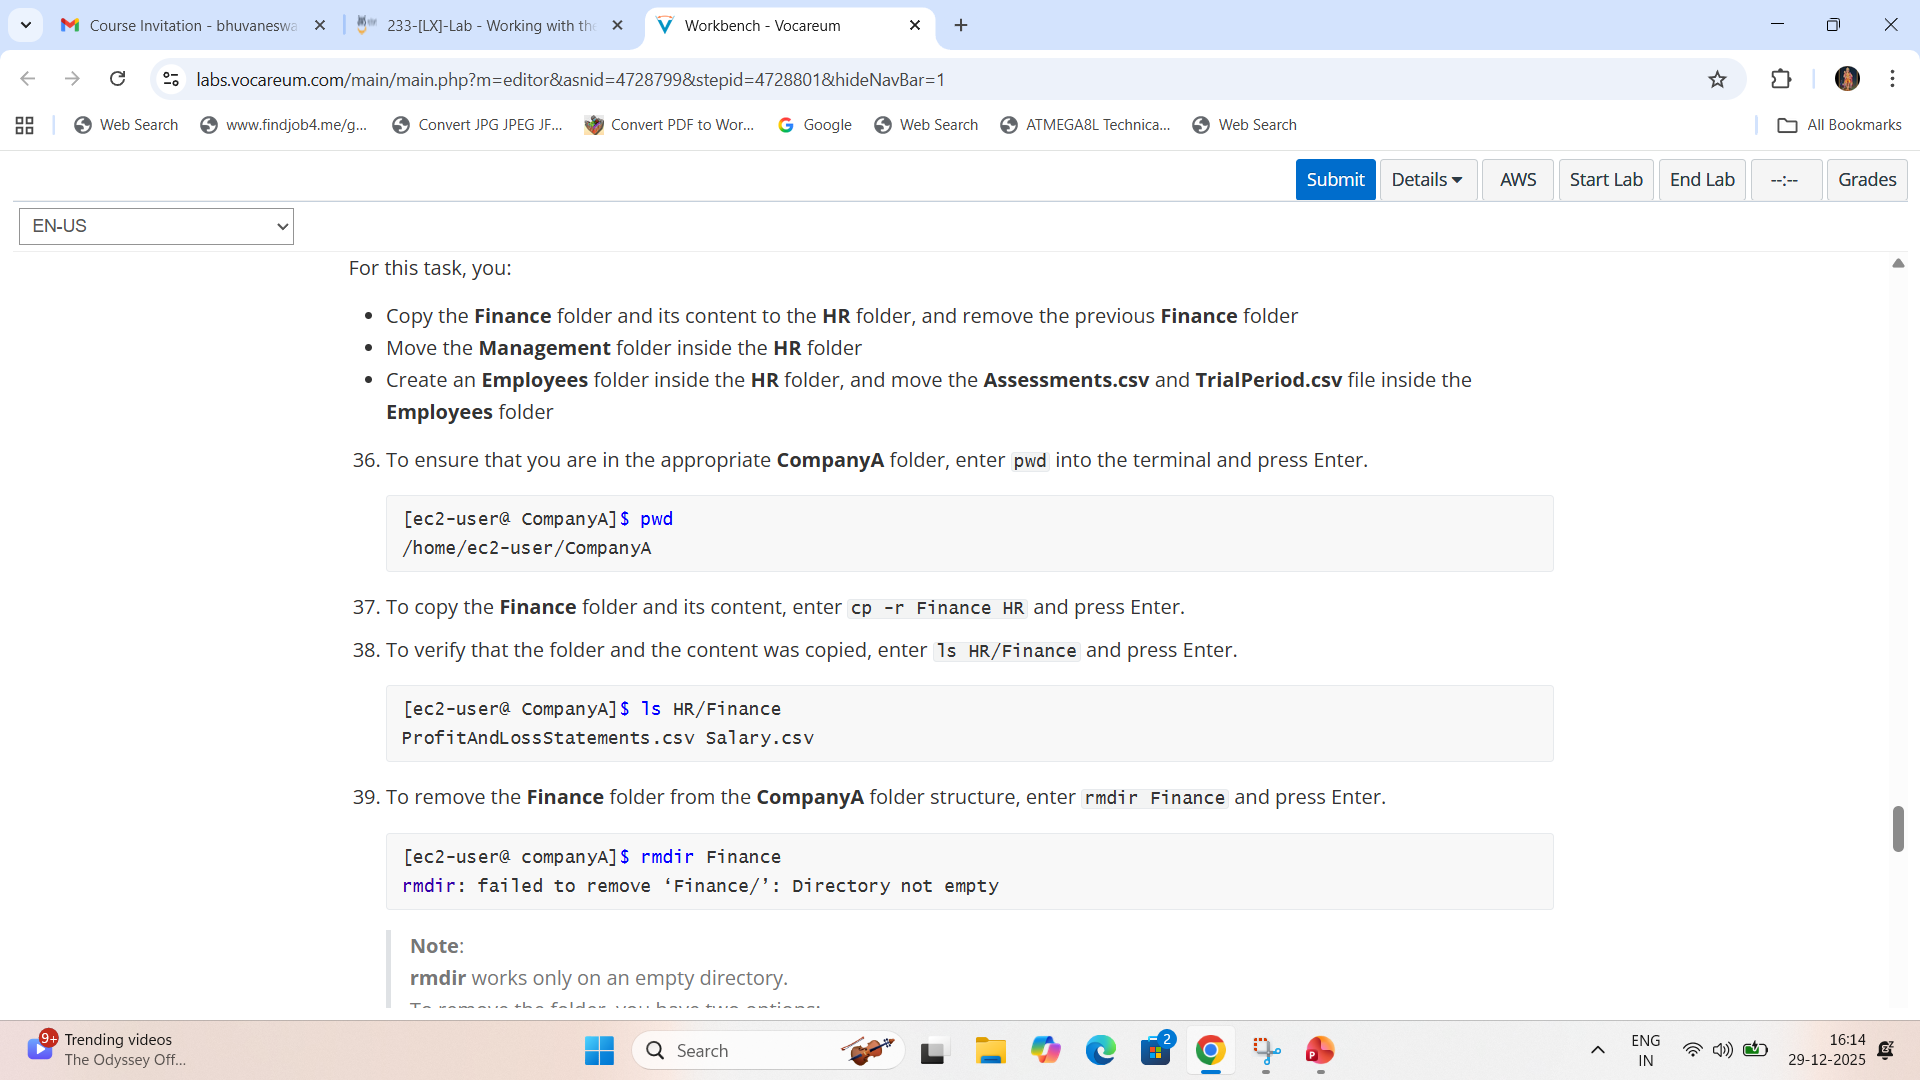 Course Invitation - bhuvaneswa
233-[LX]-Lab - Working with the
Workbench - Vocareum
labs.vocareum.com/main/main.php?m=editor&asnid=4728799&stepid=4728801&hideNavBar=1
Web Search
www.findjob4.me/g...
Convert JPG JPEG JF...
Convert PDF to Wor...
Google
Web Search
ATMEGA8L Technica...
Web Search
All Bookmarks
Submit
Details
AWS
Start Lab
End Lab
--:--
Grades
EN-US
For this task, you:
• Copy the Finance folder and its content to the HR folder, and remove the previous Finance folder
• Move the Management folder inside the HR folder
• Create an Employees folder inside the HR folder, and move the Assessments.csv and TrialPeriod.csv file inside the
Employees folder
36. To ensure that you are in the appropriate CompanyA folder, enter pwd into the terminal and press Enter.
[ec2-user@ CompanyA]$ pwd
/home/ec2-user/CompanyA
37. To copy the Finance folder and its content, enter cp -r Finance HR and press Enter.
38. To verify that the folder and the content was copied, enter ls HR/Finance and press Enter.
[ec2-user@ CompanyA]$ ls HR/Finance
ProfitAndLossStatements.csv Salary.csv
39. To remove the Finance folder from the CompanyA folder structure, enter rmdir Finance and press Enter.
[ec2-user@ companyA]$ rmdir Finance
rmdir: failed to remove ‘Finance/’: Directory not empty
Note:
rmdir works only on an empty directory.
To remove the folder, you have two options:
9+
Trending videos
The Odyssey Off...
Search
2
ENG
IN
16:14
29-12-2025